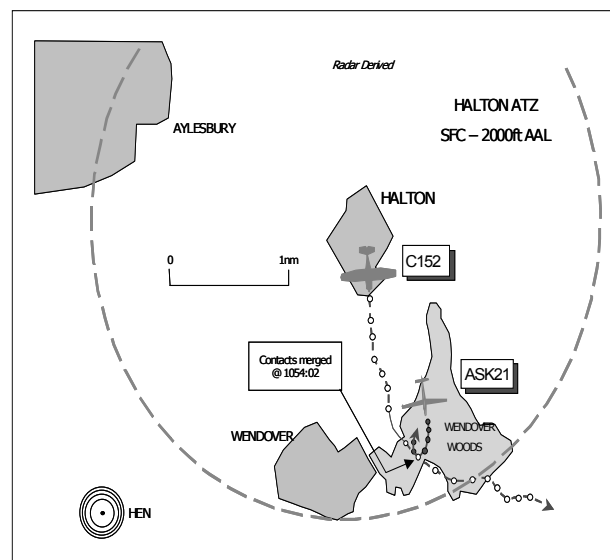 Radar Derived
HALTON ATZ
SFC – 2000ft AAL
AYLESBURY
HALTON
C152
0
1nm
Contacts merged
@ 1054:02
ASK21
WENDOVER
WENDOVER
WOODS
HEN